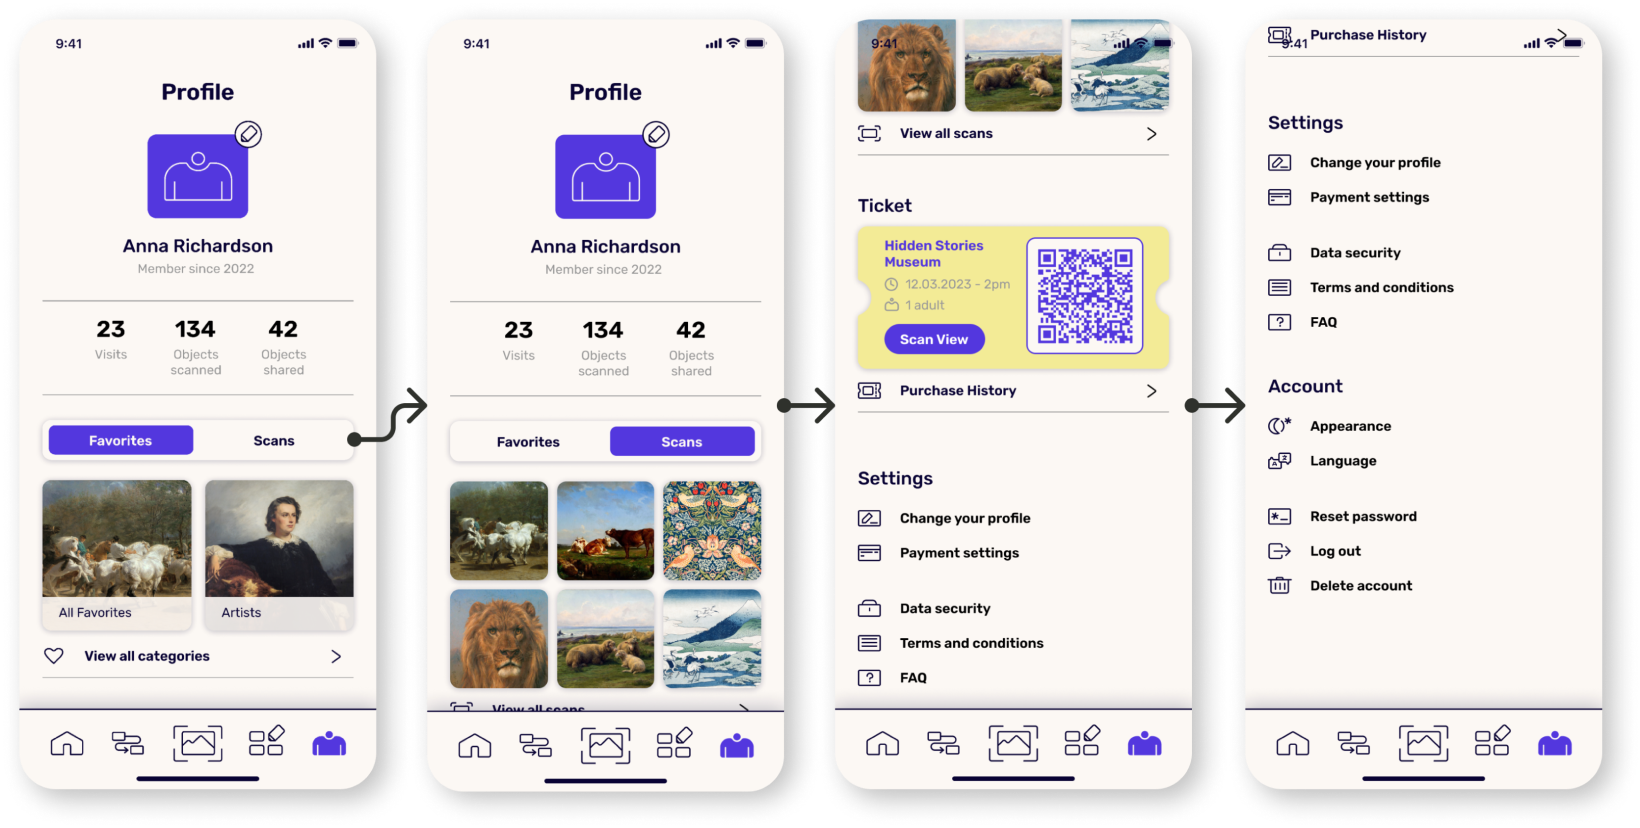 9:41
Profile
Anna Richardson
Member since 2022
23 134 42
Visits Objects scanned Objects shared
Favorites Scans
All Favorites Artists
View all categories
9:41
Profile
Anna Richardson
Member since 2022
23 134 42
Visits Objects scanned Objects shared
Favorites Scans
View all scans
9:41
View all scans
Ticket
Hidden Stories
Museum
12.03.2023 - 2pm
1 adult
Scan View
Purchase History
Settings
Change your profile
Payment settings
Data security
Terms and conditions
FAQ
9:41
Purchase History
Settings
Change your profile
Payment settings
Data security
Terms and conditions
FAQ
Account
Appearance
Language
Reset password
Log out
Delete account